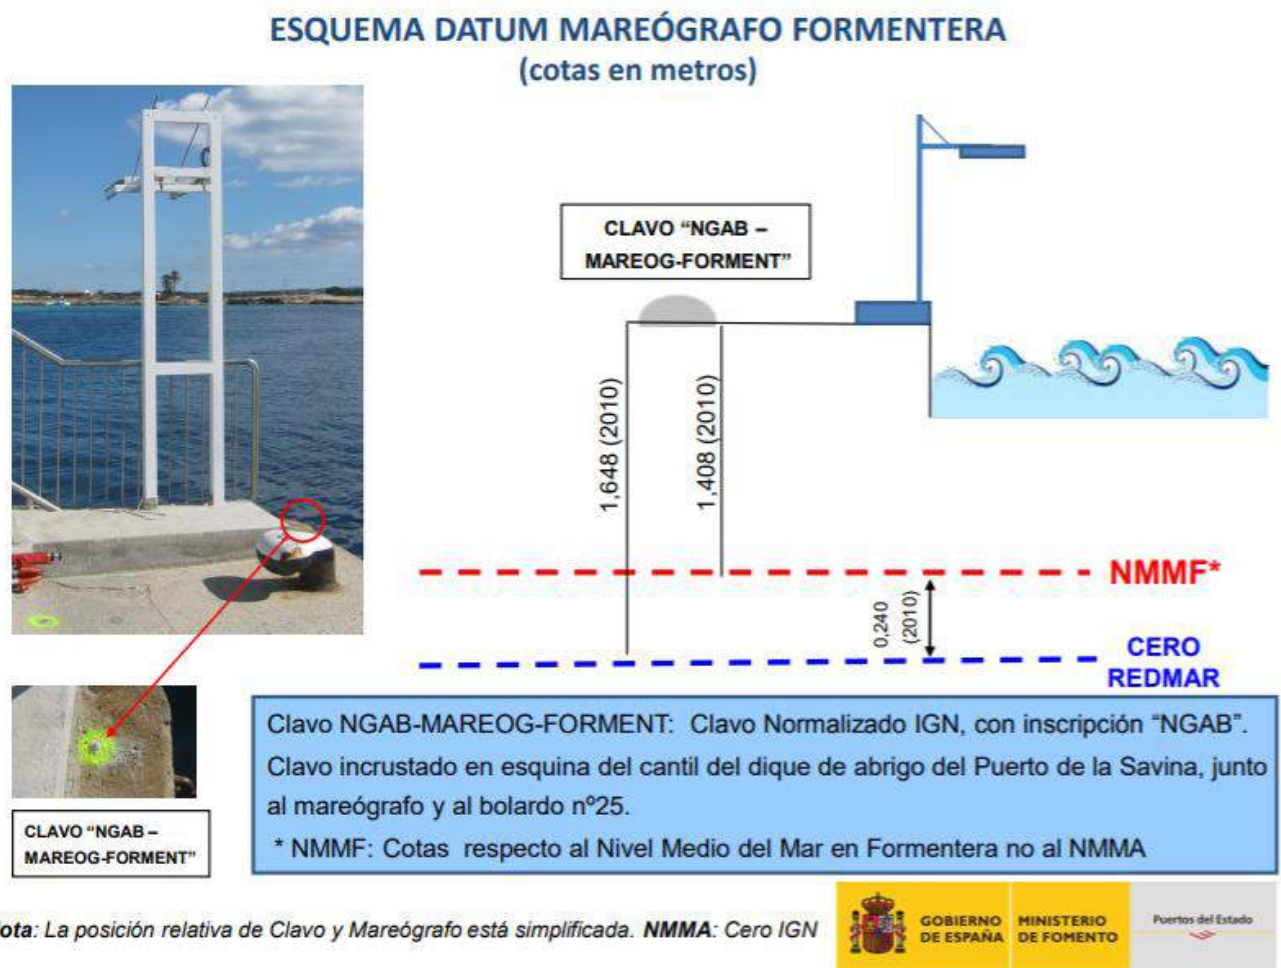 ESQUEMA DATUM MAREÓGRAFO FORMENTERA
(cotas en metros)
CLAVO “NGAB –
MAREOG-FORMENT”
1,648 (2010)
1,408 (2010)
NMMF*
0,240
(2010)
CERO
REDMAR
CLAVO “NGAB –
MAREOG-FORMENT”
Clavo NGAB-MAREOG-FORMENT: Clavo Normalizado IGN, con inscripción “NGAB”.
Clavo incrustado en esquina del cantil del dique de abrigo del Puerto de la Savina, junto
al mareógrafo y al bolardo nº25.
* NMMF: Cotas respecto al Nivel Medio del Mar en Formentera no al NMMA
ota: La posición relativa de Clavo y Mareógrafo está simplificada. NMMA: Cero IGN
GOBIERNO
DE ESPAÑA
MINISTERIO
DE FOMENTO
Puertos del Estado